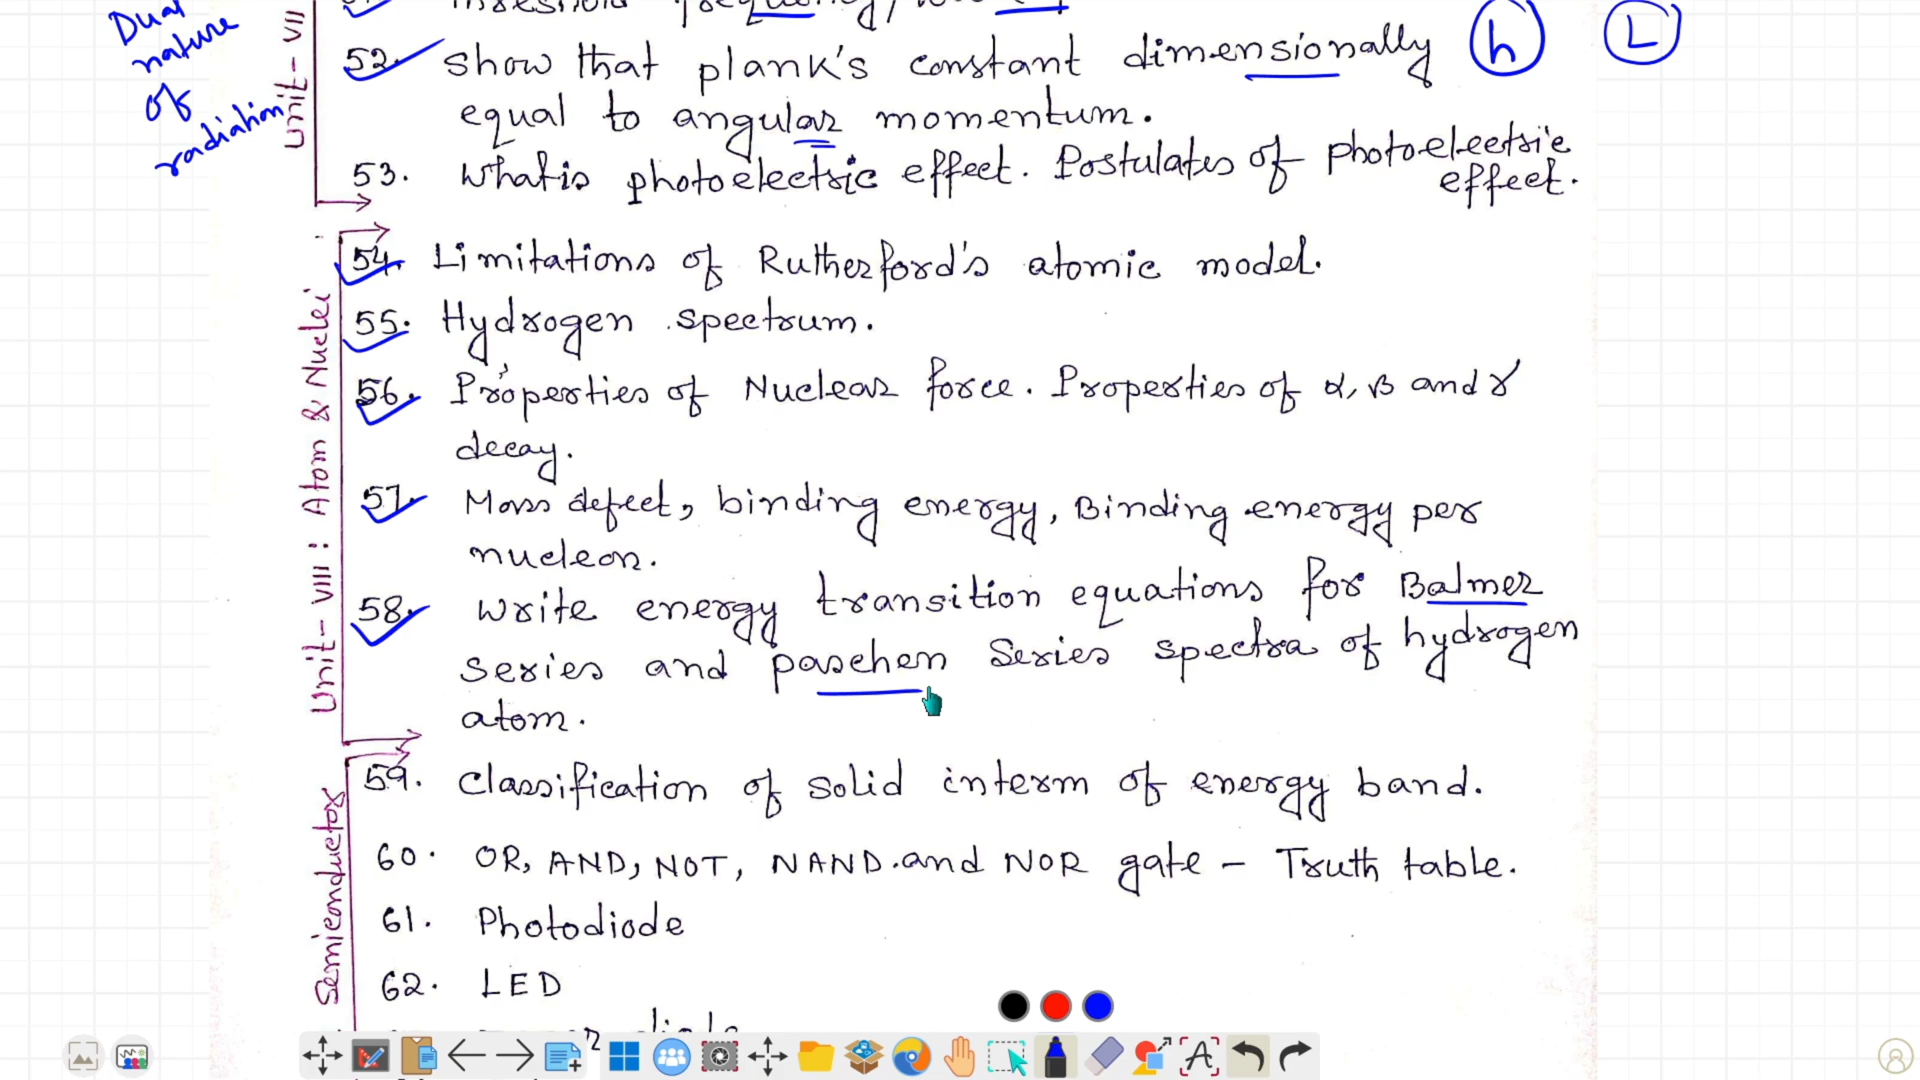 Dual
nature
of
radiation
Unit- VII
threshold frequency,
52. show that plank's constant dimensionally h L
equal to angular momentum.
53. What is photoelectric effect. Postulates of photoelectric
effect.
Unit- VIII : Atom & Nuclei
54. Limitations of Rutherford's atomic model.
55. Hydrogen spectrum.
56. Properties of Nuclear force. Properties of α, β and γ
decay.
57. Mass defect, binding energy, Binding energy per
nucleon.
58. Write energy transition equations for Balmer
series and paschen series spectra of hydrogen
atom.
Semiconductor
59. Classification of solid interm of energy band.
60. OR, AND, NOT, NAND.and NOR gate - Truth table.
61. Photodiode
62. LED